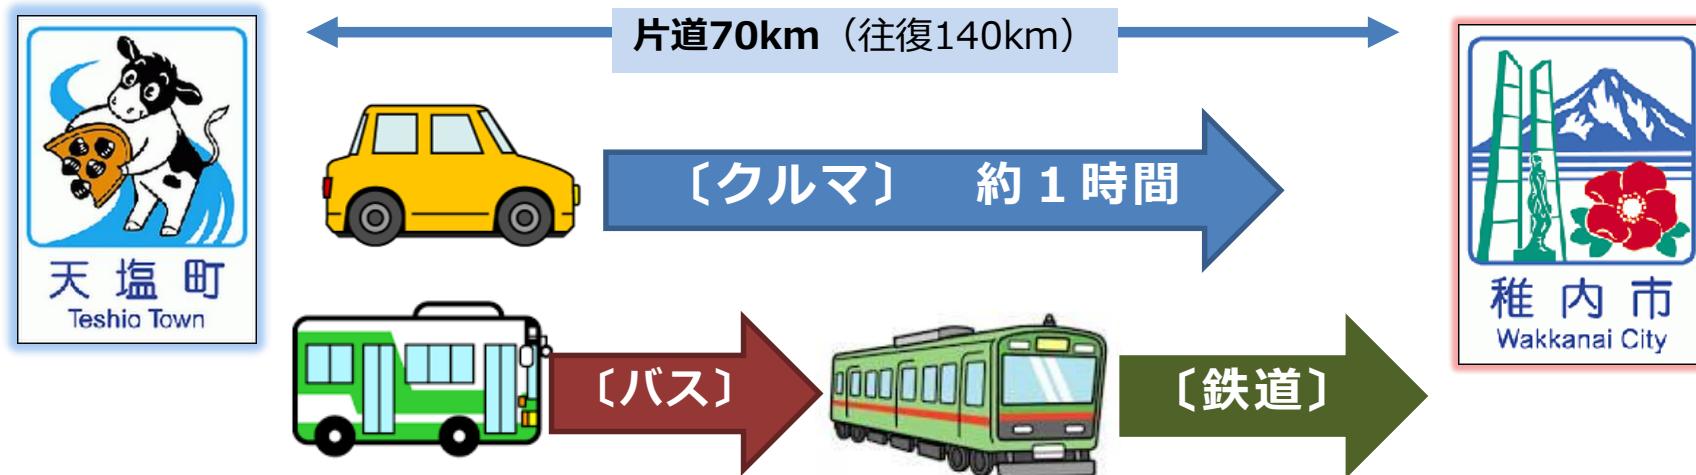 片道70km（往復140km）
天塩町
Teshio Town
〔クルマ〕　約１時間
稚内市
Wakkanai City
〔バス〕
〔鉄道〕